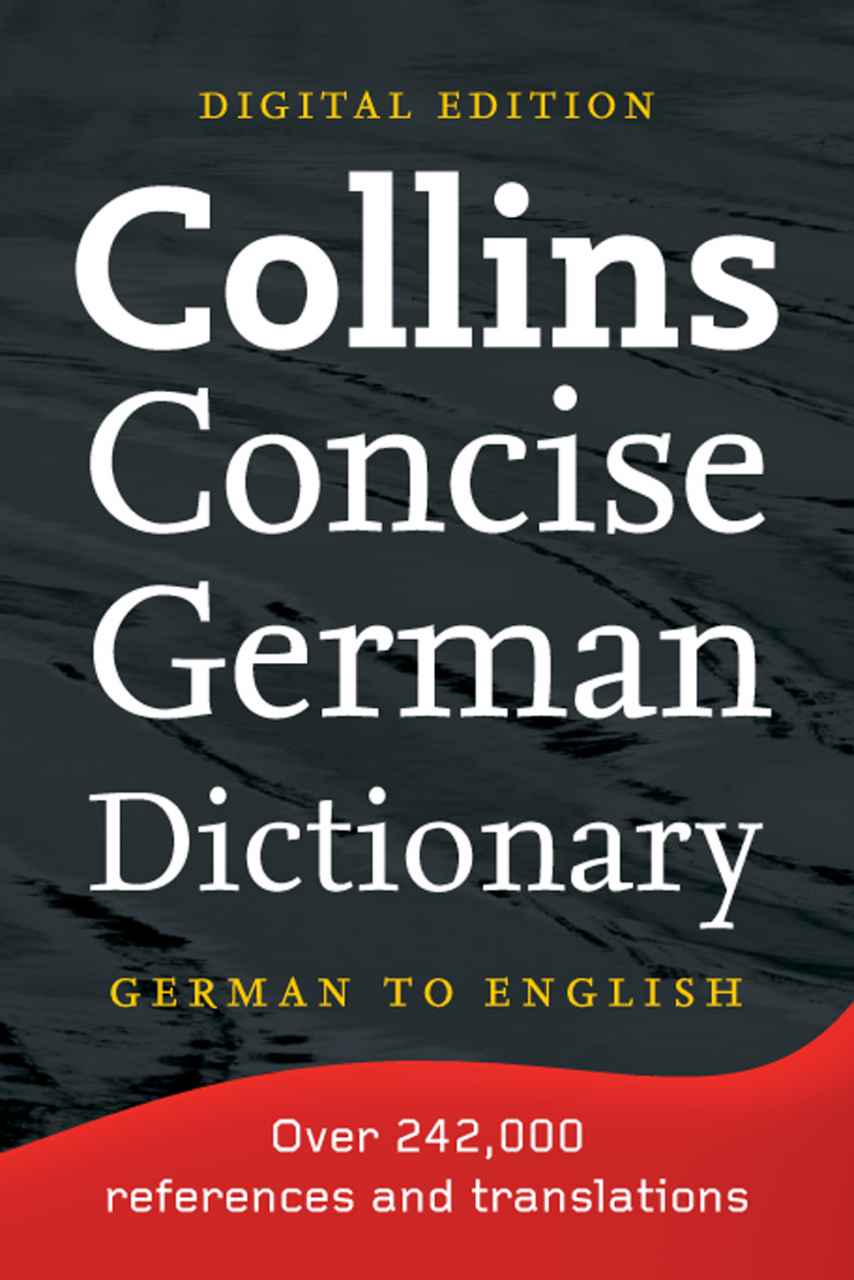 DIGITAL EDITION
Collins
Concise
German
Dictionary
GERMAN TO ENGLISH
Over 242,000
references and translations